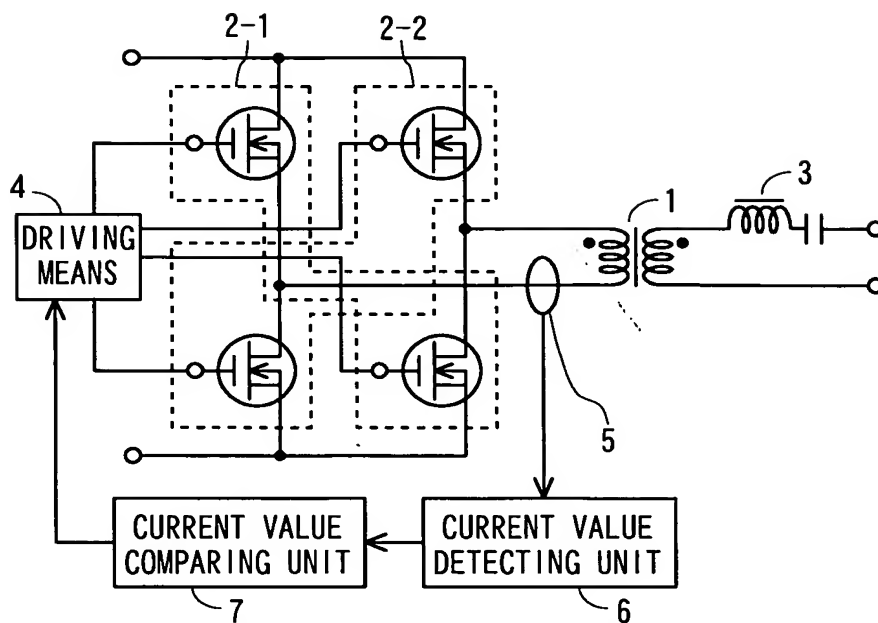 2-1
2-2
3
1
4
DRIVING
MEANS
5
CURRENT VALUE
COMPARING UNIT
CURRENT VALUE
DETECTING UNIT
7
6